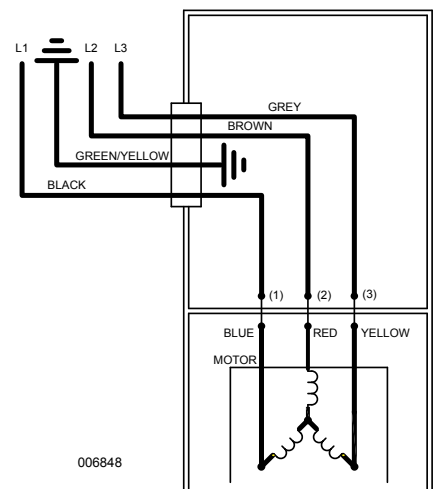 L1
L2
L3
GREY
BROWN
GREEN/YELLOW
BLACK
(1)
(2)
(3)
BLUE
RED
YELLOW
MOTOR
006848